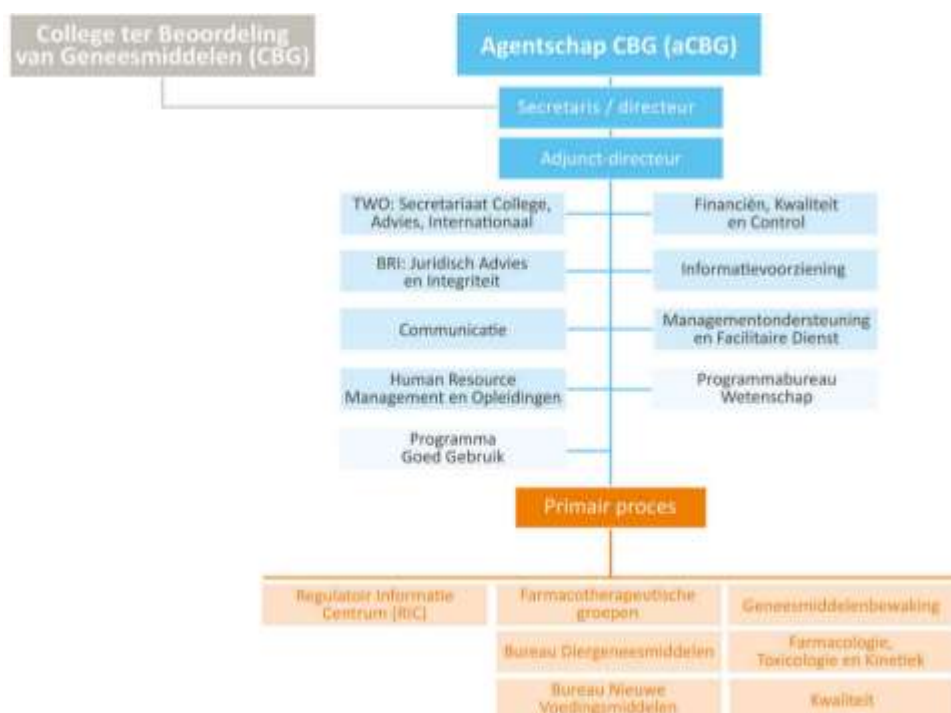 College ter Beoordeling
van Geneesmiddelen (CBG)
Agentschap CBG (aCBG)
Secretaris / directeur
Adjunct-directeur
TWO: Secretariaat College,
Advies, Internationaal
Financiën, Kwaliteit
en Control
BRI: Juridisch Advies
en Integriteit
Informatievoorziening
Communicatie
Managementondersteuning
en Facilitaire Dienst
Human Resource
Management en Opleidingen
Programmabureau
Wetenschap
Programma
Goed Gebruik
Primair proces
Regulatoir Informatie
Centrum (RIC)
Farmacotherapeutische
groepen
Geneesmiddelenbewaking
Bureau Diergeneesmiddelen
Farmacologie,
Toxicologie en Kinetiek
Bureau Nieuwe
Voedingsmiddelen
Kwaliteit